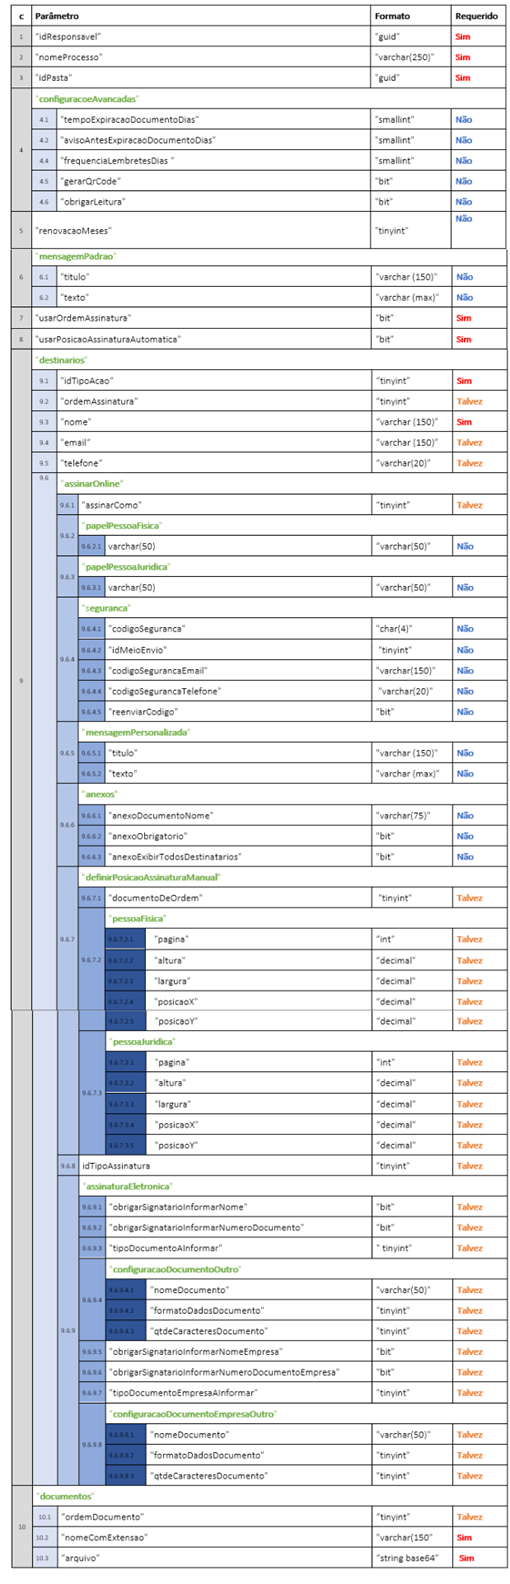 c Parâmetro Formato Requerido
1 "idResponsavel" "guid" Sim
2 "nomeProcesso" "varchar(250)" Sim
3 "idPasta" "guid" Sim
4 "configuracoeAvancadas"
4.1 "tempoExpiracaoDocumentoDias" "smallint" Não
4.2 "avisoAntesExpiracaoDocumentoDias" "smallint" Não
4.4 "frequenciaLembretesDias " "smallint" Não
4.5 "gerarQrCode" "bit" Não
4.6 "obrigarLeitura" "bit" Não
5 "renovacaoMeses" "tinyint" Não
6 "mensagemPadrao"
6.1 "titulo" "varchar (150)" Não
6.2 "texto" "varchar (max)" Não
7 "usarOrdemAssinatura" "bit" Sim
8 "usarPosicaoAssinaturaAutomatica" "bit" Sim
9 "destinarios"
9.1 "idTipoAcao" "tinyint" Sim
9.2 "ordemAssinatura" "tinyint" Talvez
9.3 "nome" "varchar (150)" Sim
9.4 "email" "varchar (150)" Talvez
9.5 "telefone" "varchar(20)" Talvez
9.6 "assinarOnline"
9.6.1 "assinarComo" "tinyint" Talvez
9.6.2 "papelPessoaFisica"
9.6.2.1 varchar(50) "varchar(50)" Não
9.6.3 "papelPessoaJuridica"
9.6.3.1 varchar(50) "varchar(50)" Não
9.6.4 "seguranca"
9.6.4.1 "codigoSeguranca" "char(4)" Não
9.6.4.2 "idMeioEnvio" "tinyint" Não
9.6.4.3 "codigoSegurancaEmail" "varchar(150)" Não
9.6.4.4 "codigoSegurancaTelefone" "varchar(20)" Não
9.6.4.5 "reenviarCodigo" "bit" Não
9.6.5 "mensagemPersonalizada"
9.6.5.1 "titulo" "varchar (150)" Não
9.6.5.2 "texto" "varchar (max)" Não
9.6.6 "anexos"
9.6.6.1 "anexoDocumentoNome" "varchar(75)" Não
9.6.6.2 "anexoObrigatorio" "bit" Não
9.6.6.3 "anexoExibirTodosDestinatarios" "bit" Não
9.6.7 "definirPosicaoAssinaturaManual"
9.6.7.1 "documentoDeOrdem" "tinyint" Talvez
9.6.7.2 "pessoaFisica"
9.6.7.2.1 "pagina" "int" Talvez
9.6.7.2.2 "altura" "decimal" Talvez
9.6.7.2.3 "largura" "decimal" Talvez
9.6.7.2.4 "posicaoX" "decimal" Talvez
9.6.7.2.5 "posicaoY" "decimal" Talvez
9.6.7.3 "pessoaJuridica"
9.6.7.3.1 "pagina" "int" Talvez
9.6.7.3.2 "altura" "decimal" Talvez
9.6.7.3.3 "largura" "decimal" Talvez
9.6.7.3.4 "posicaoX" "decimal" Talvez
9.6.7.3.5 "posicaoY" "decimal" Talvez
9.6.8 idTipoAssinatura "tinyint" Talvez
9.6.9 "assinaturaEletronica"
9.6.9.1 "obrigarSignatarioInformarNome" "bit" Talvez
9.6.9.2 "obrigarSignatarioInformarNumeroDocumento" "bit" Talvez
9.6.9.3 "tipoDocumentoAInformar" " tinyint" Talvez
9.6.9.4 "configuracaoDocumentoOutro"
9.6.9.4.1 "nomeDocumento" "varchar(50)" Talvez
9.6.9.4.2 "formatoDadosDocumento" "tinyint" Talvez
9.6.9.4.3 "qtdeCaracteresDocumento" "tinyint" Talvez
9.6.9.5 "obrigarSignatarioInformarNomeEmpresa" "bit" Talvez
9.6.9.6 "obrigarSignatarioInformarNumeroDocumentoEmpresa" "bit" Talvez
9.6.9.7 "tipoDocumentoEmpresaAInformar" "tinyint" Talvez
9.6.9.8 "configuracaoDocumentoEmpresaOutro"
9.6.9.8.1 "nomeDocumento" "varchar(50)" Talvez
9.6.9.8.2 "formatoDadosDocumento" "tinyint" Talvez
9.6.9.8.3 "qtdeCaracteresDocumento" "tinyint" Talvez
10 "documentos"
10.1 "ordemDocumento" "tinyint" Talvez
10.2 "nomeComExtensao" "varchar(150" Sim
10.3 "arquivo" "string base64" Sim